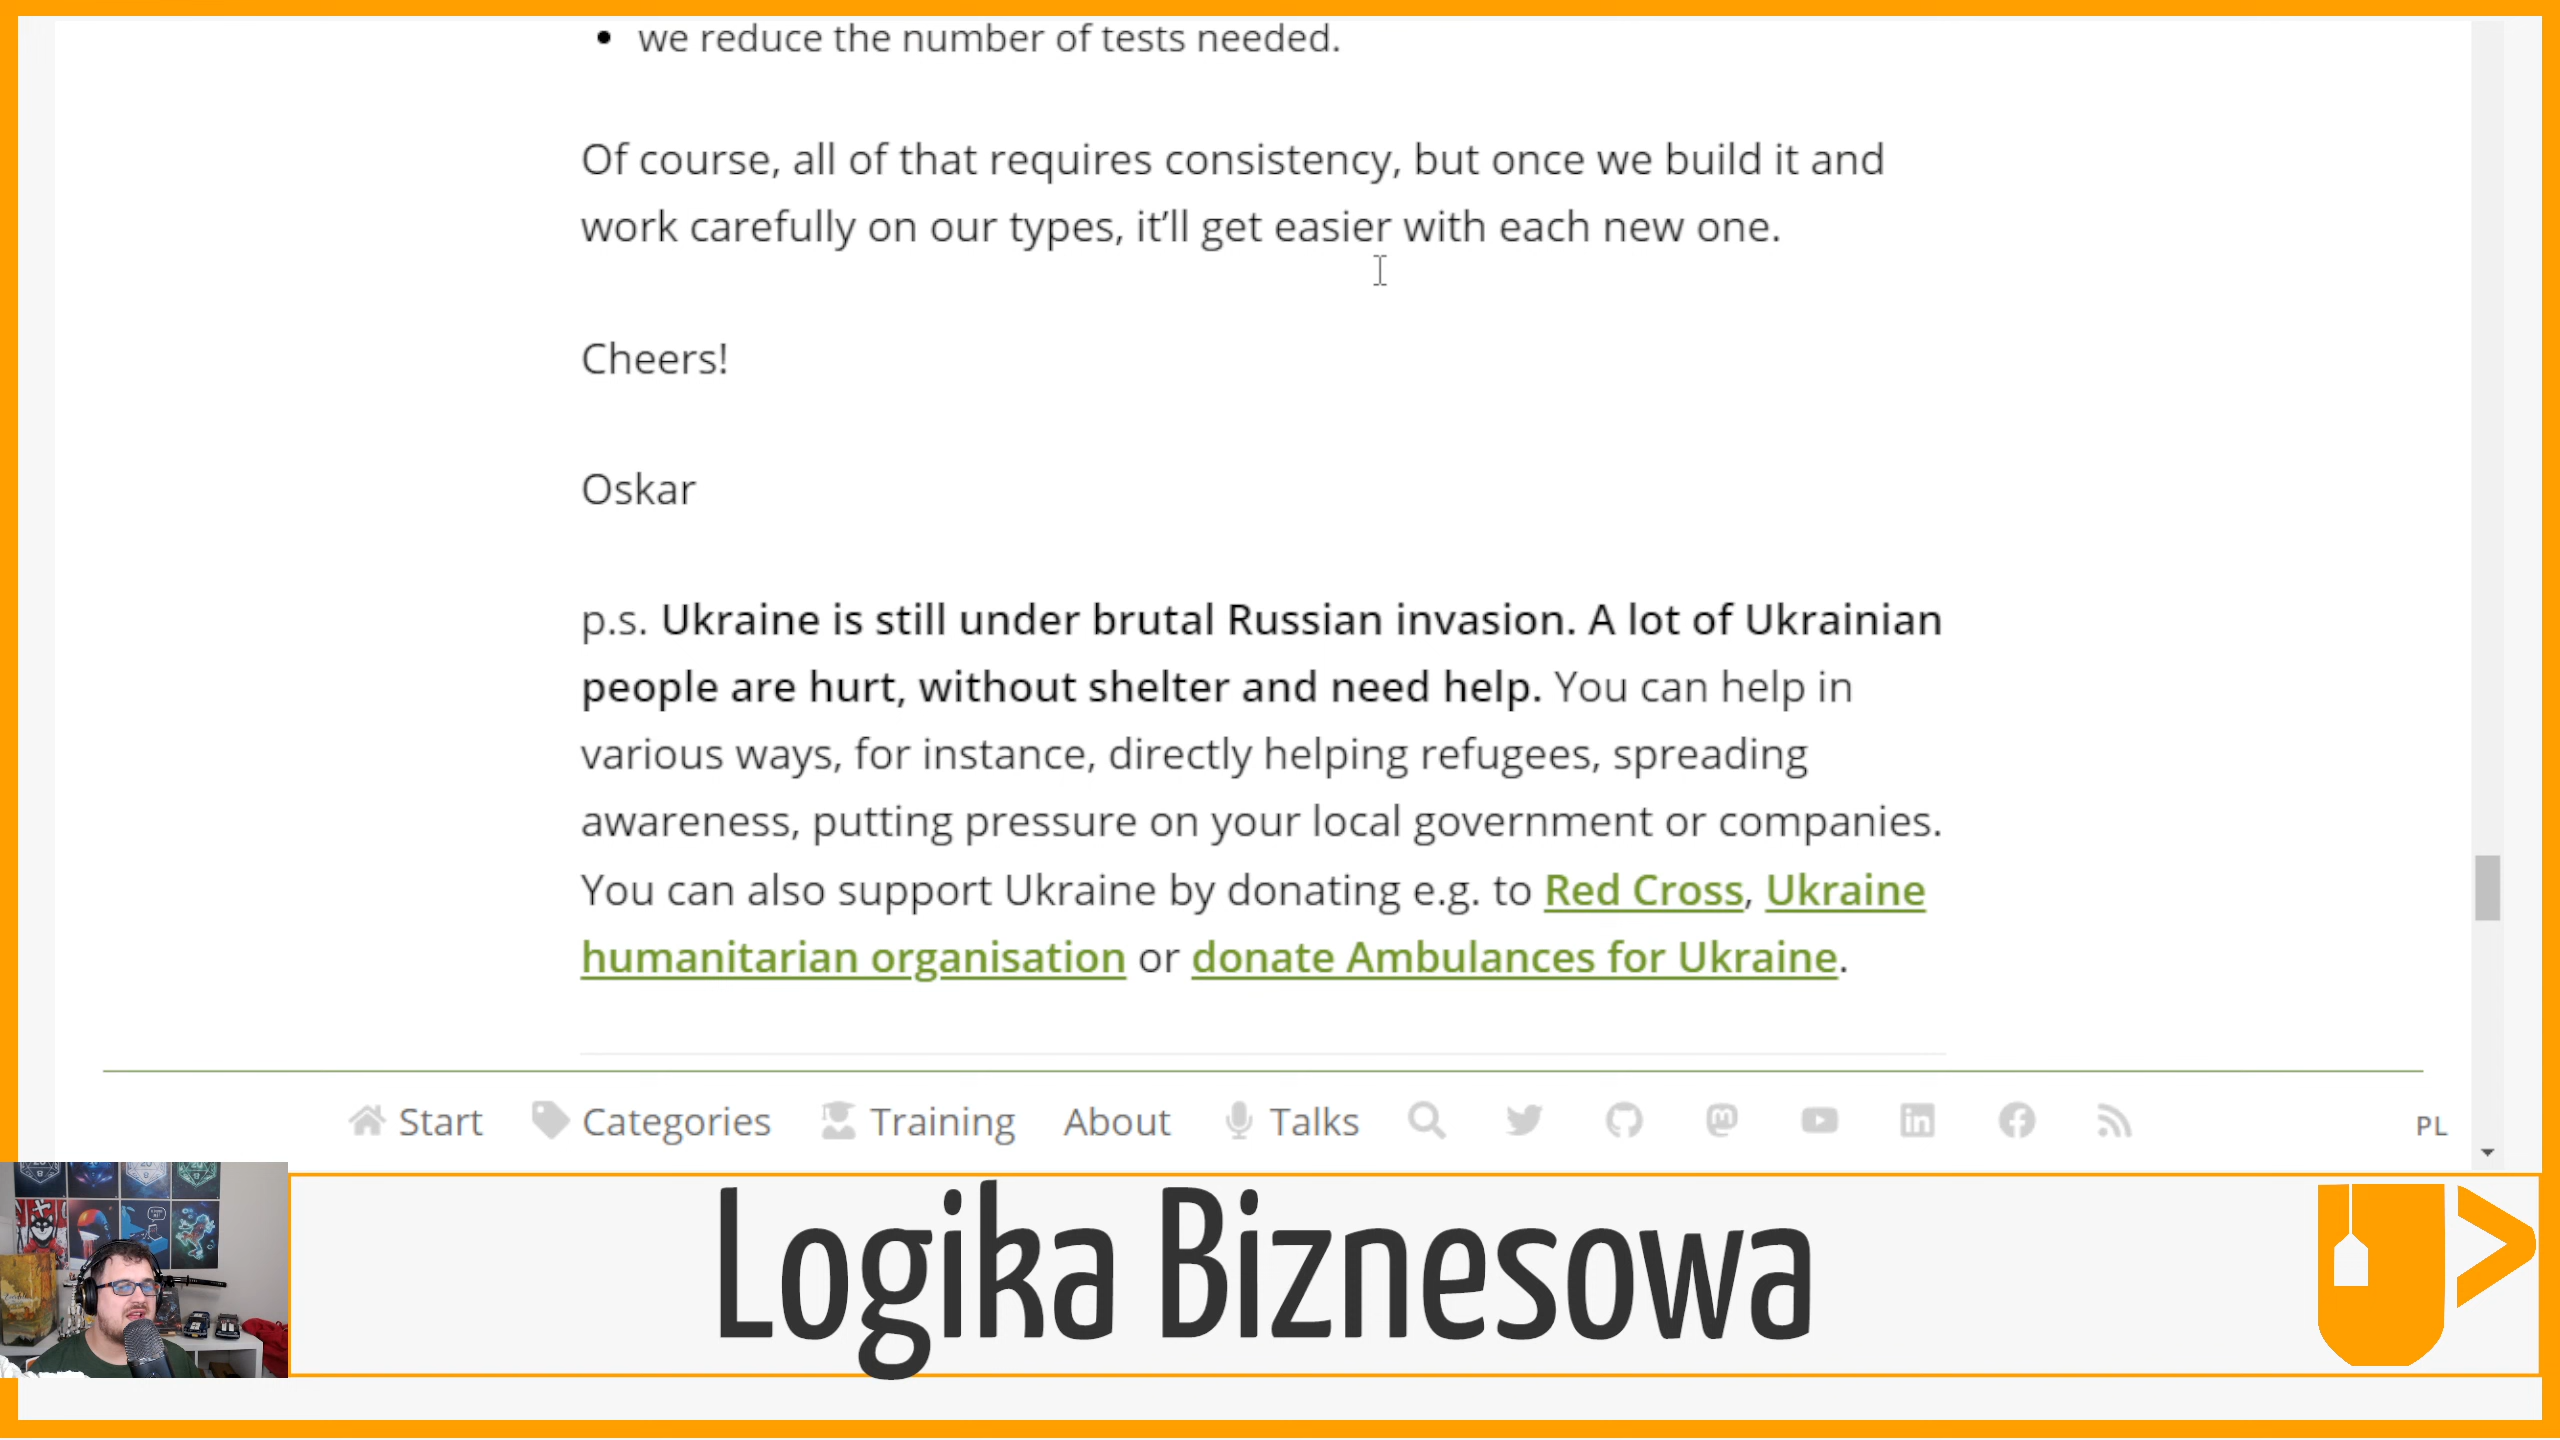 we reduce the number of tests needed.
Of course, all of that requires consistency, but once we build it and
work carefully on our types, it’ll get easier with each new one.
Cheers!
Oskar
p.s. Ukraine is still under brutal Russian invasion. A lot of Ukrainian
people are hurt, without shelter and need help. You can help in
various ways, for instance, directly helping refugees, spreading
awareness, putting pressure on your local government or companies.
You can also support Ukraine by donating e.g. to Red Cross, Ukraine
humanitarian organisation or donate Ambulances for Ukraine.
Start Categories Training About Talks PL
Logika Biznesowa